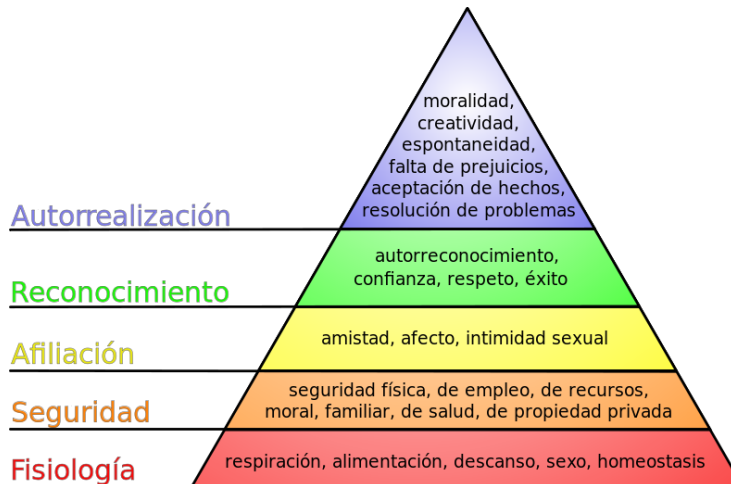 moralidad,
creatividad,
espontaneidad,
falta de prejuicios,
aceptación de hechos,
resolución de problemas
Autorrealización
autorreconocimiento,
confianza, respeto, éxito
Reconocimiento
amistad, afecto, intimidad sexual
Afiliación
seguridad física, de empleo, de recursos,
moral, familiar, de salud, de propiedad privada
Seguridad
respiración, alimentación, descanso, sexo, homeostasis
Fisiología